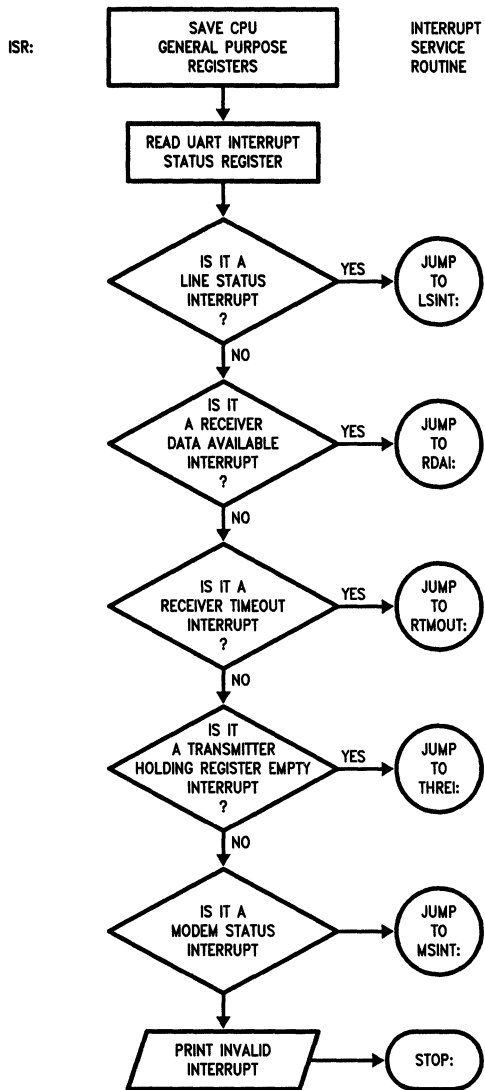 ISR:
SAVE CPU
GENERAL PURPOSE
REGISTERS
INTERRUPT
SERVICE
ROUTINE
READ UART INTERRUPT
STATUS REGISTER
IS IT A
LINE STATUS
INTERRUPT
?
YES
JUMP
TO
LSINT:
NO
IS IT
A RECEIVER
DATA AVAILABLE
INTERRUPT
?
YES
JUMP
TO
RDAI:
NO
IS IT A
RECEIVER TIMEOUT
INTERRUPT
?
YES
JUMP
TO
RTMOUT:
NO
IS IT
A TRANSMITTER
HOLDING REGISTER EMPTY
INTERRUPT
?
YES
JUMP
TO
THREI:
NO
IS IT A
MODEM STATUS
INTERRUPT
JUMP
TO
MSINT:
PRINT INVALID
INTERRUPT
STOP: